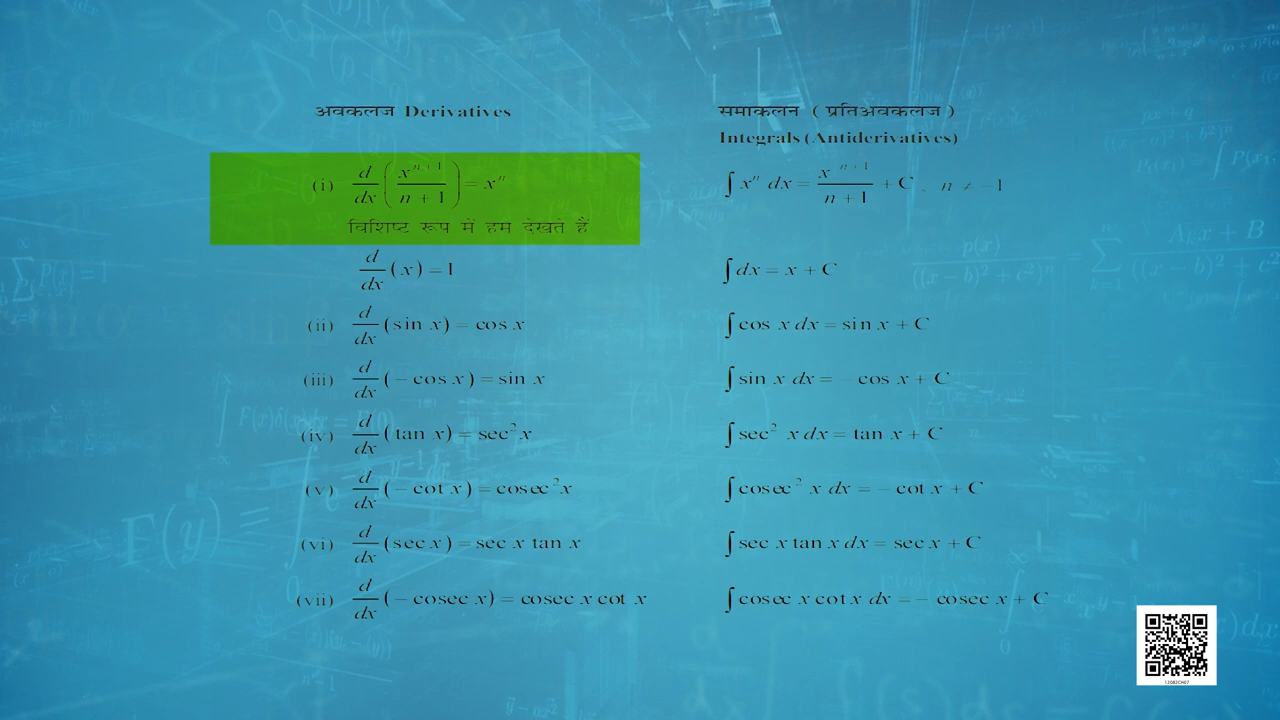 अवकलज Derivatives
समाकलन ( प्रतिअवकलज )
Integrals (Antiderivatives)
(i) d/dx (x^(n+1)/(n + 1)) = x^n
∫ x^n dx = x^(n+1)/(n + 1) + C , n ≠ −1
विशिष्ट रूप में हम देखते हैं
d/dx (x) = 1
∫ dx = x + C
(ii) d/dx (sin x) = cos x
∫ cos x dx = sin x + C
(iii) d/dx (− cos x) = sin x
∫ sin x dx = − cos x + C
(iv) d/dx (tan x) = sec² x
∫ sec² x dx = tan x + C
(v) d/dx (− cot x) = cosec² x
∫ cosec² x dx = − cot x + C
(vi) d/dx (sec x) = sec x tan x
∫ sec x tan x dx = sec x + C
(vii) d/dx (− cosec x) = cosec x cot x
∫ cosec x cot x dx = − cosec x + C
12082CH07